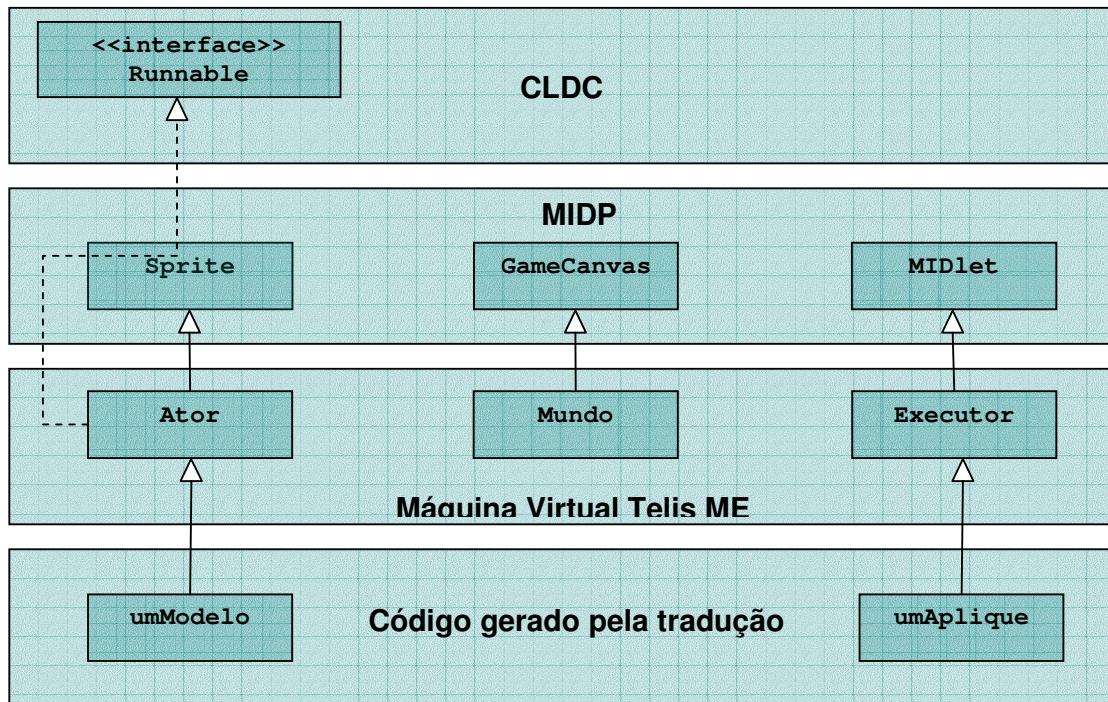 <<interface>>
Runnable
CLDC
MIDP
Sprite
GameCanvas
MIDlet
Ator
Mundo
Executor
Máquina Virtual Telis ME
umModelo
Código gerado pela tradução
umAplique